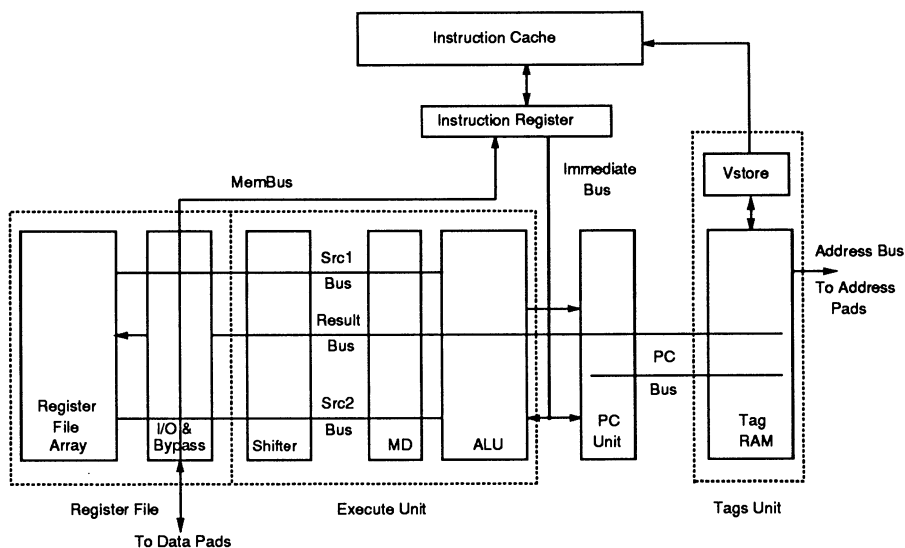 Instruction Cache
Instruction Register
MemBus
Immediate
Bus
Vstore
Src1
Bus
Result
Bus
Src2
Bus
PC
Bus
Address Bus
To Address
Pads
Register
File
Array
I/O &
Bypass
Shifter
MD
ALU
PC
Unit
Tag
RAM
Register File
Execute Unit
Tags Unit
To Data Pads